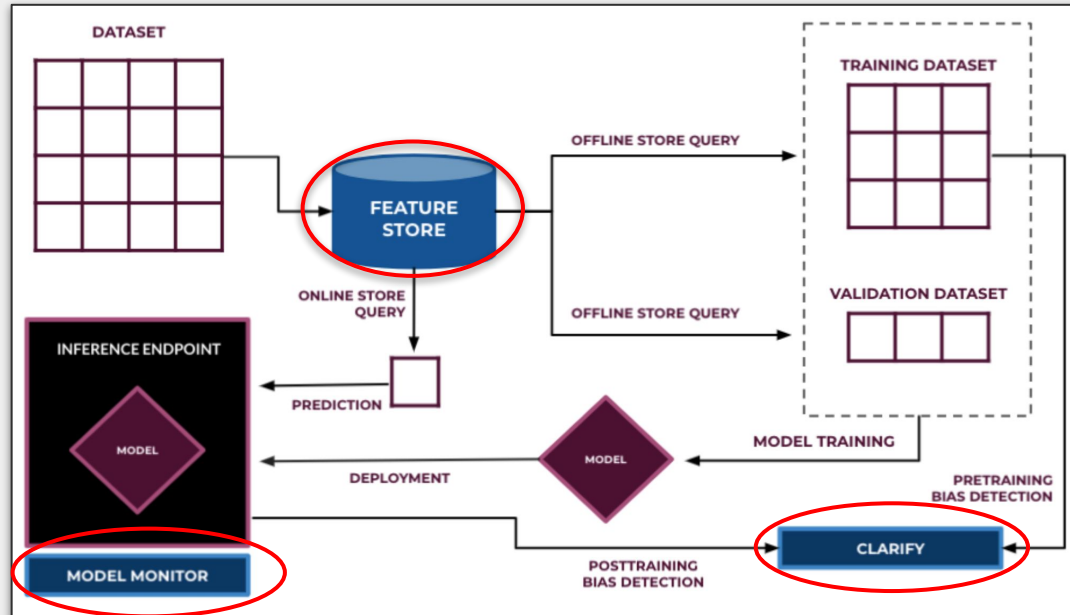 DATASET
TRAINING DATASET
OFFLINE STORE QUERY
FEATURE
STORE
ONLINE STORE
QUERY
VALIDATION DATASET
OFFLINE STORE QUERY
INFERENCE ENDPOINT
PREDICTION
MODEL
MODEL
MODEL TRAINING
DEPLOYMENT
PRETRAINING
BIAS DETECTION
CLARIFY
MODEL MONITOR
POSTTRAINING
BIAS DETECTION